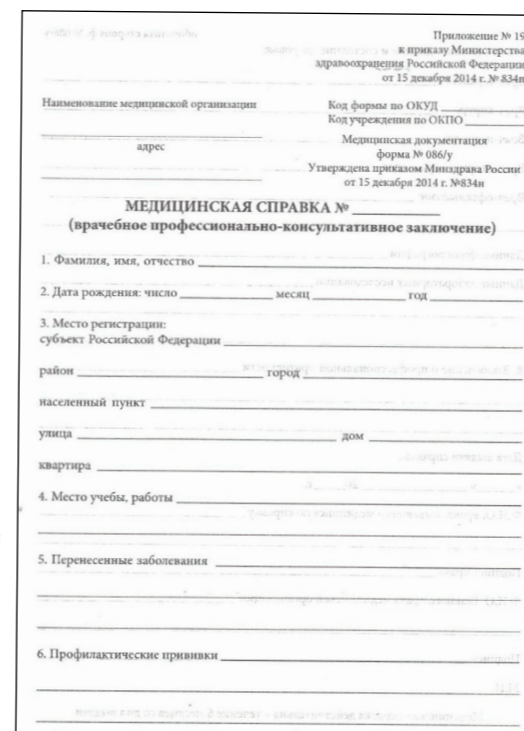 Приложение № 19
к приказу Министерства
здравоохранения Российской Федерации
от 15 декабря 2014 г. № 834н
Наименование медицинской организации
адрес
Код формы по ОКУД
Код учреждения по ОКПО
Медицинская документация
форма № 086/у
Утверждена приказом Минздрава России
от 15 декабря 2014 г. №834н
МЕДИЦИНСКАЯ СПРАВКА №
(врачебное профессионально-консультативное заключение)
1. Фамилия, имя, отчество
2. Дата рождения: число месяц год
3. Место регистрации:
субъект Российской Федерации
район город
населенный пункт
улица дом
квартира
4. Место учебы, работы
5. Перенесенные заболевания
6. Профилактические прививки